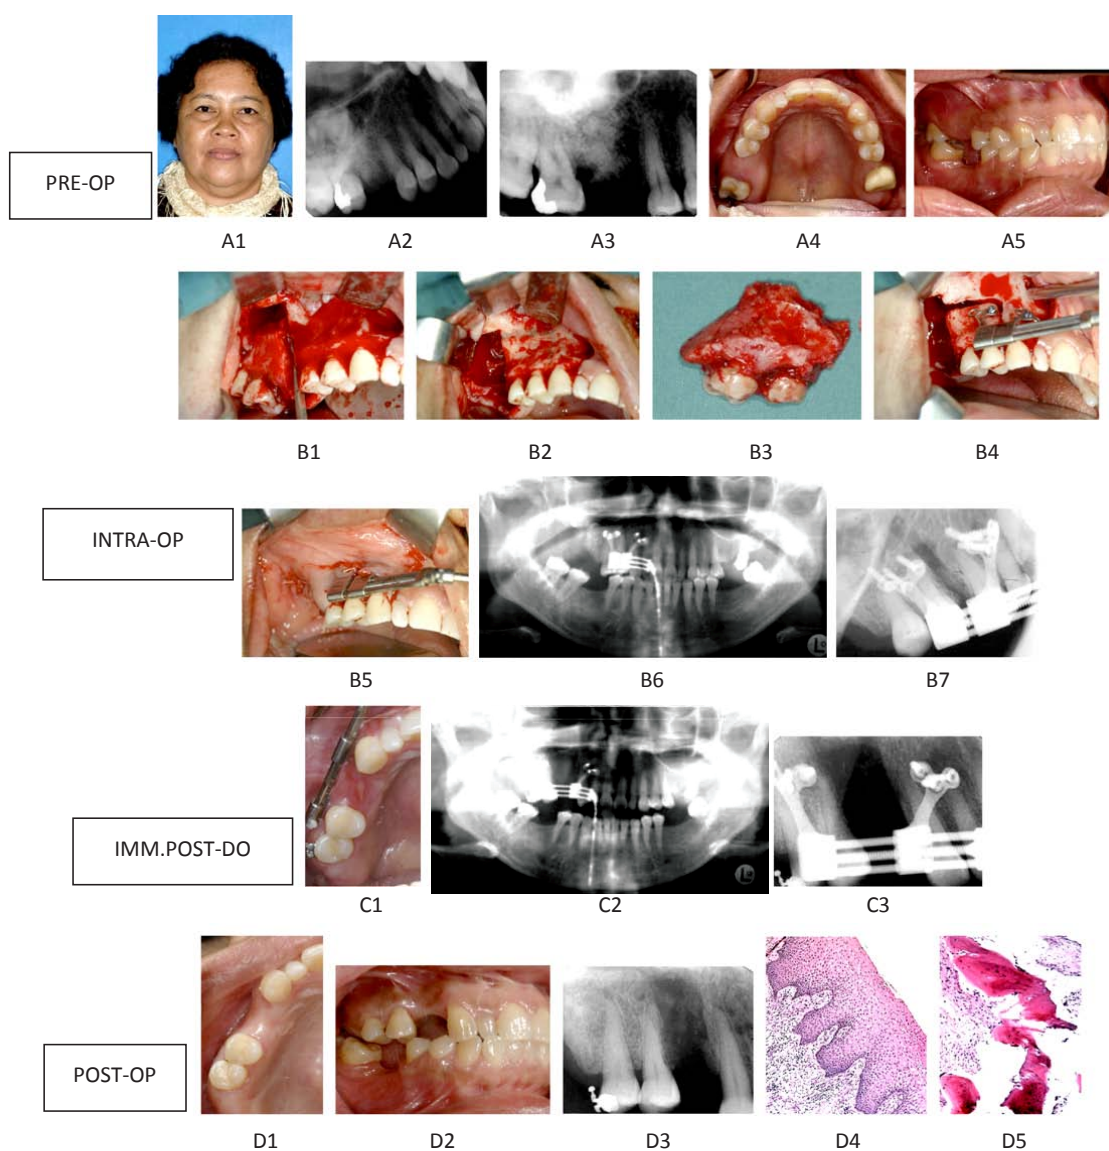 PRE-OP
A1
A2
A3
A4
A5
B1
B2
B3
B4
INTRA-OP
B5
B6
B7
L
IMM.POST-DO
C1
C2
C3
L
POST-OP
D1
D2
D3
D4
D5